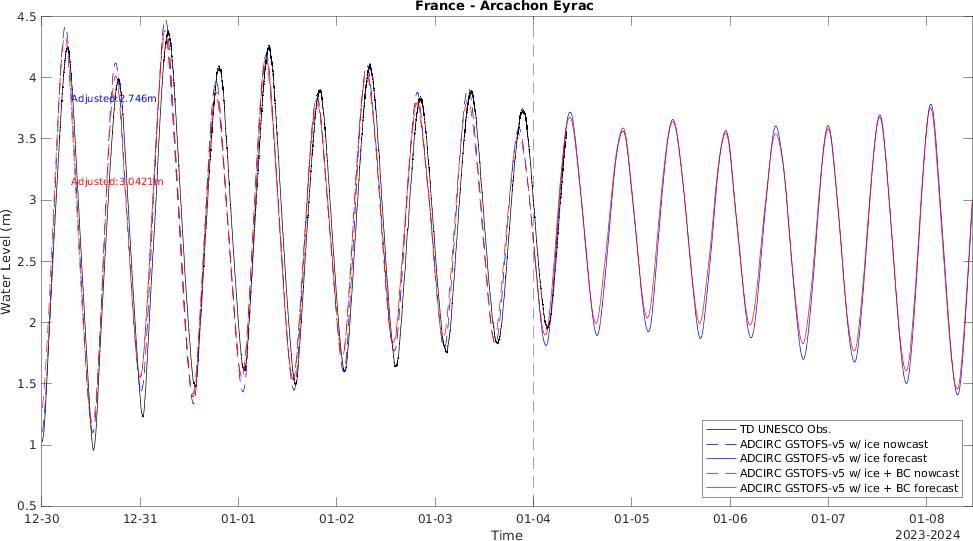 France - Arcachon Eyrac
Water Level (m)
4.5
4
3.5
3
2.5
2
1.5
1
0.5
Adjusted:2.746m
Adjusted:3.0421m
TD UNESCO Obs.
ADCIRC GSTOFS-v5 w/ ice nowcast
ADCIRC GSTOFS-v5 w/ ice forecast
ADCIRC GSTOFS-v5 w/ ice + BC nowcast
ADCIRC GSTOFS-v5 w/ ice + BC forecast
12-30 12-31 01-01 01-02 01-03 01-04 01-05 01-06 01-07 01-08
Time
2023-2024